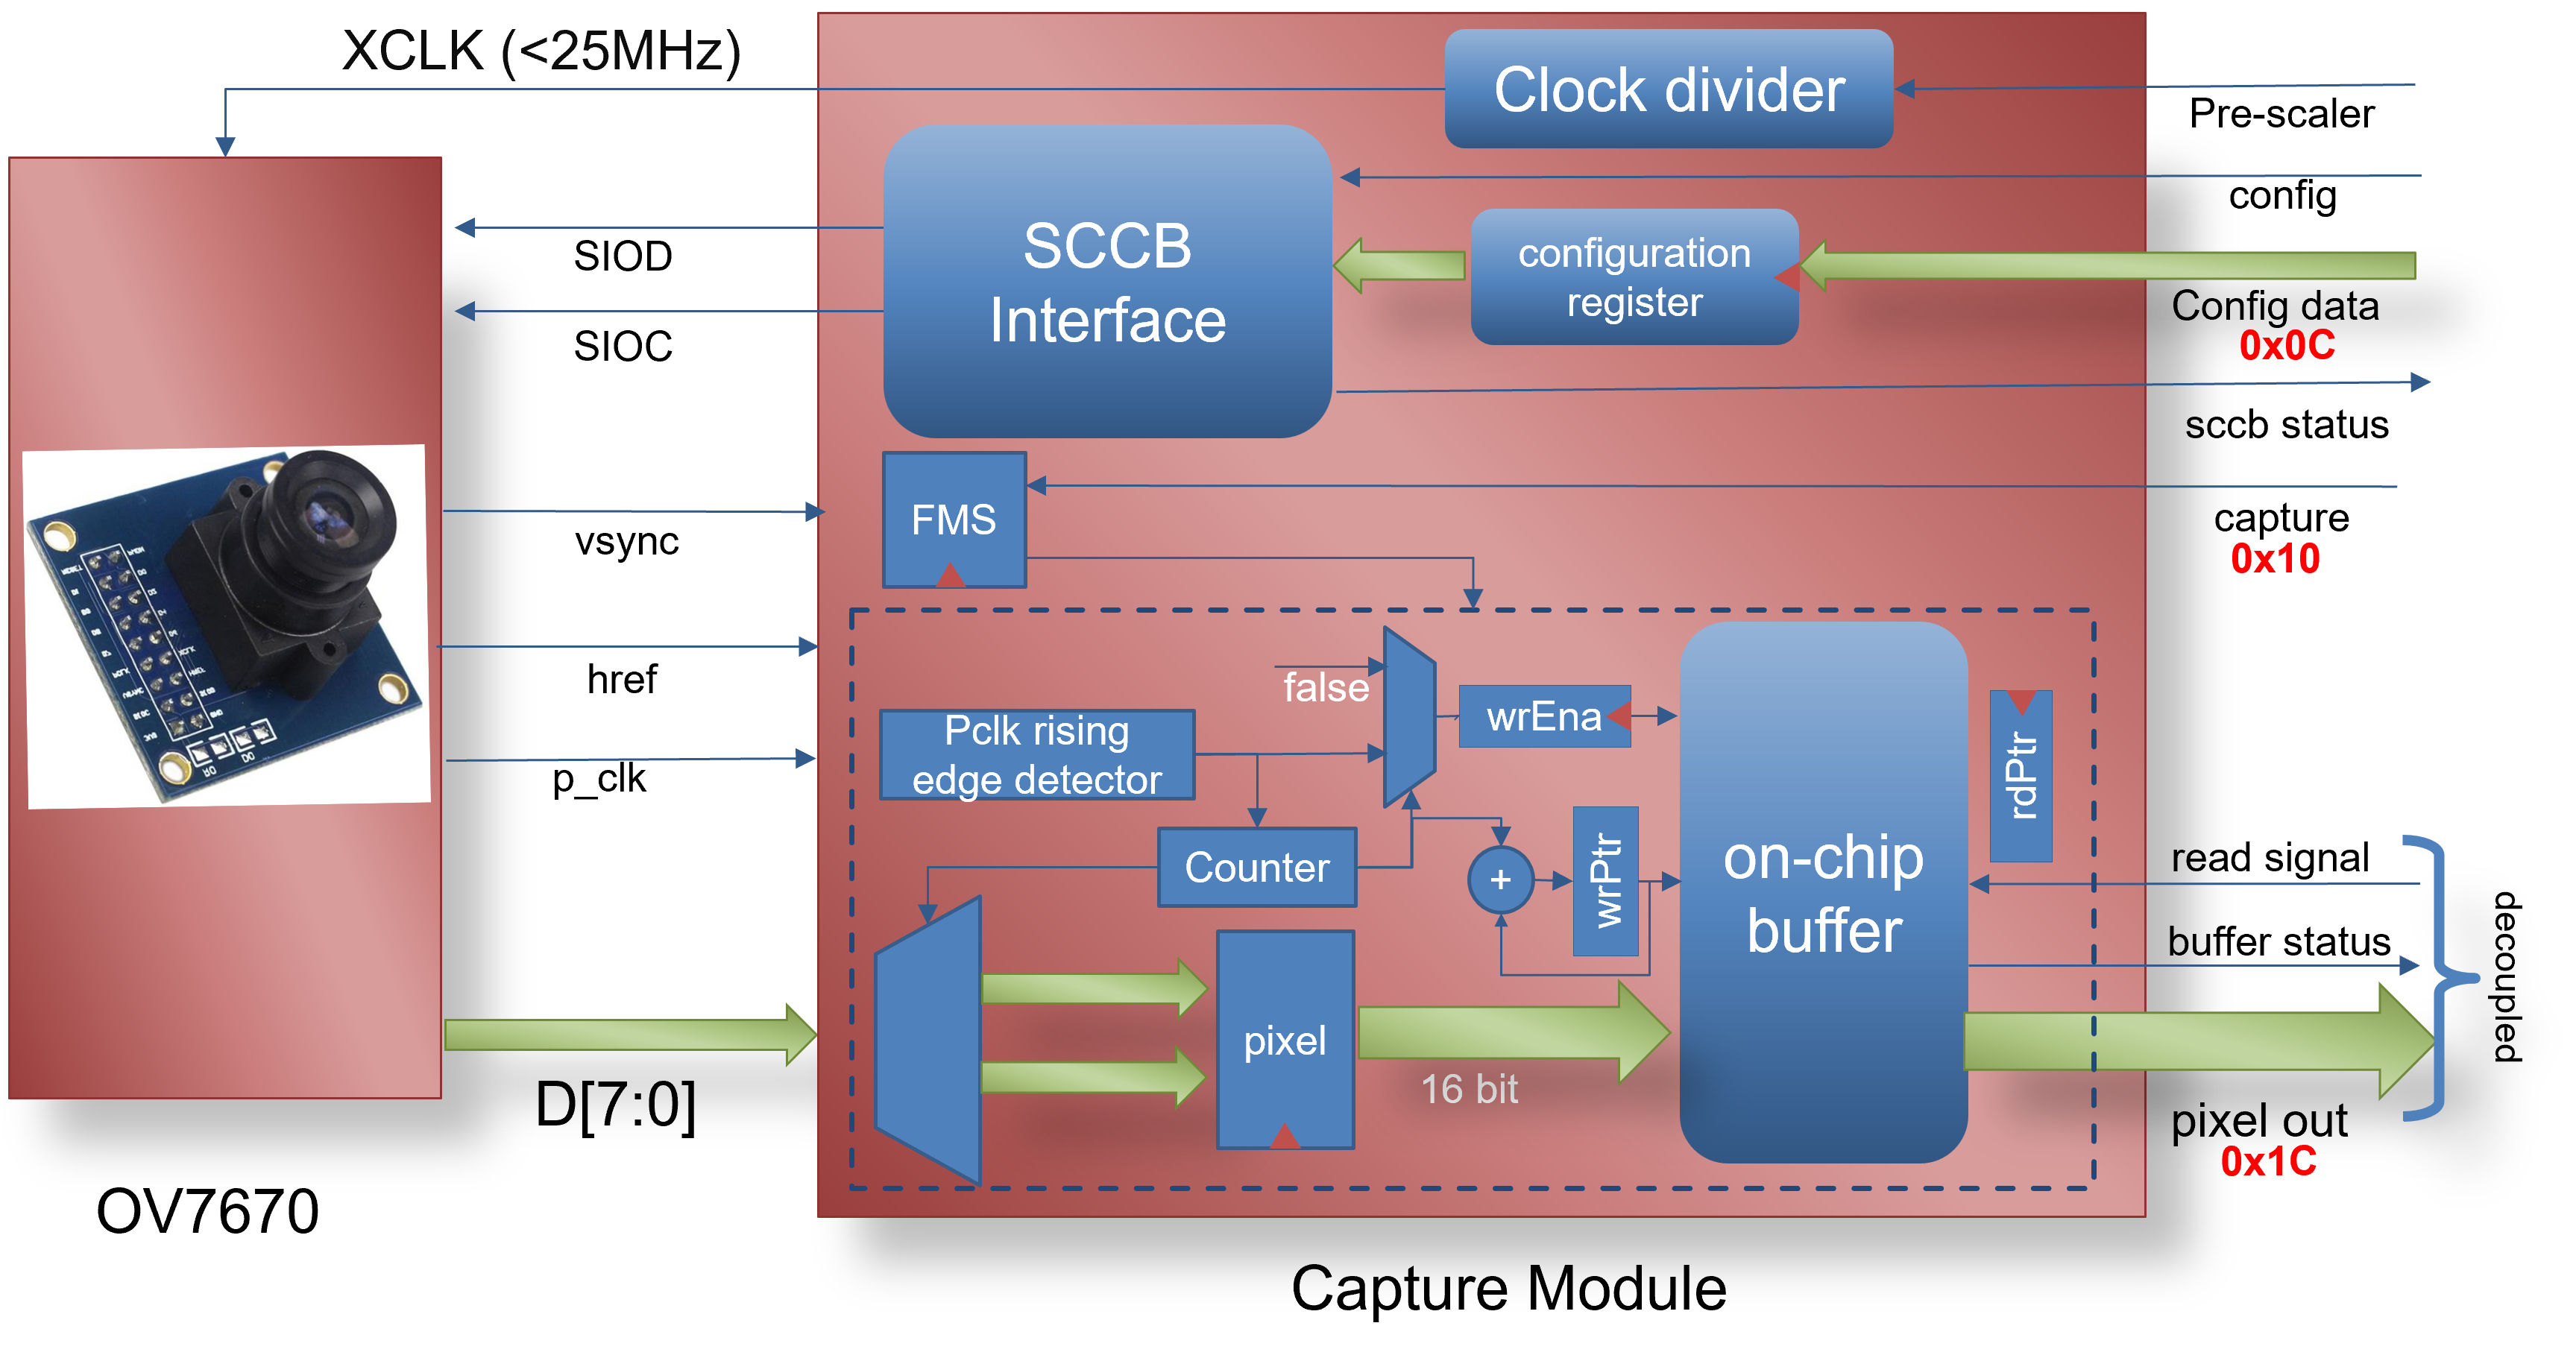 XCLK (<25MHz)
Clock divider
Pre-scaler
config
SCCB
Interface
configuration
register
Config data
0x0C
SIOD
SIOC
sccb status
FMS
capture
0x10
vsync
href
p_clk
false
wrEna
Pclk rising
edge detector
Counter
+
wrPtr
rdPtr
on-chip
buffer
read signal
buffer status
decoupled
pixel
16 bit
pixel out
0x1C
D[7:0]
OV7670
Capture Module